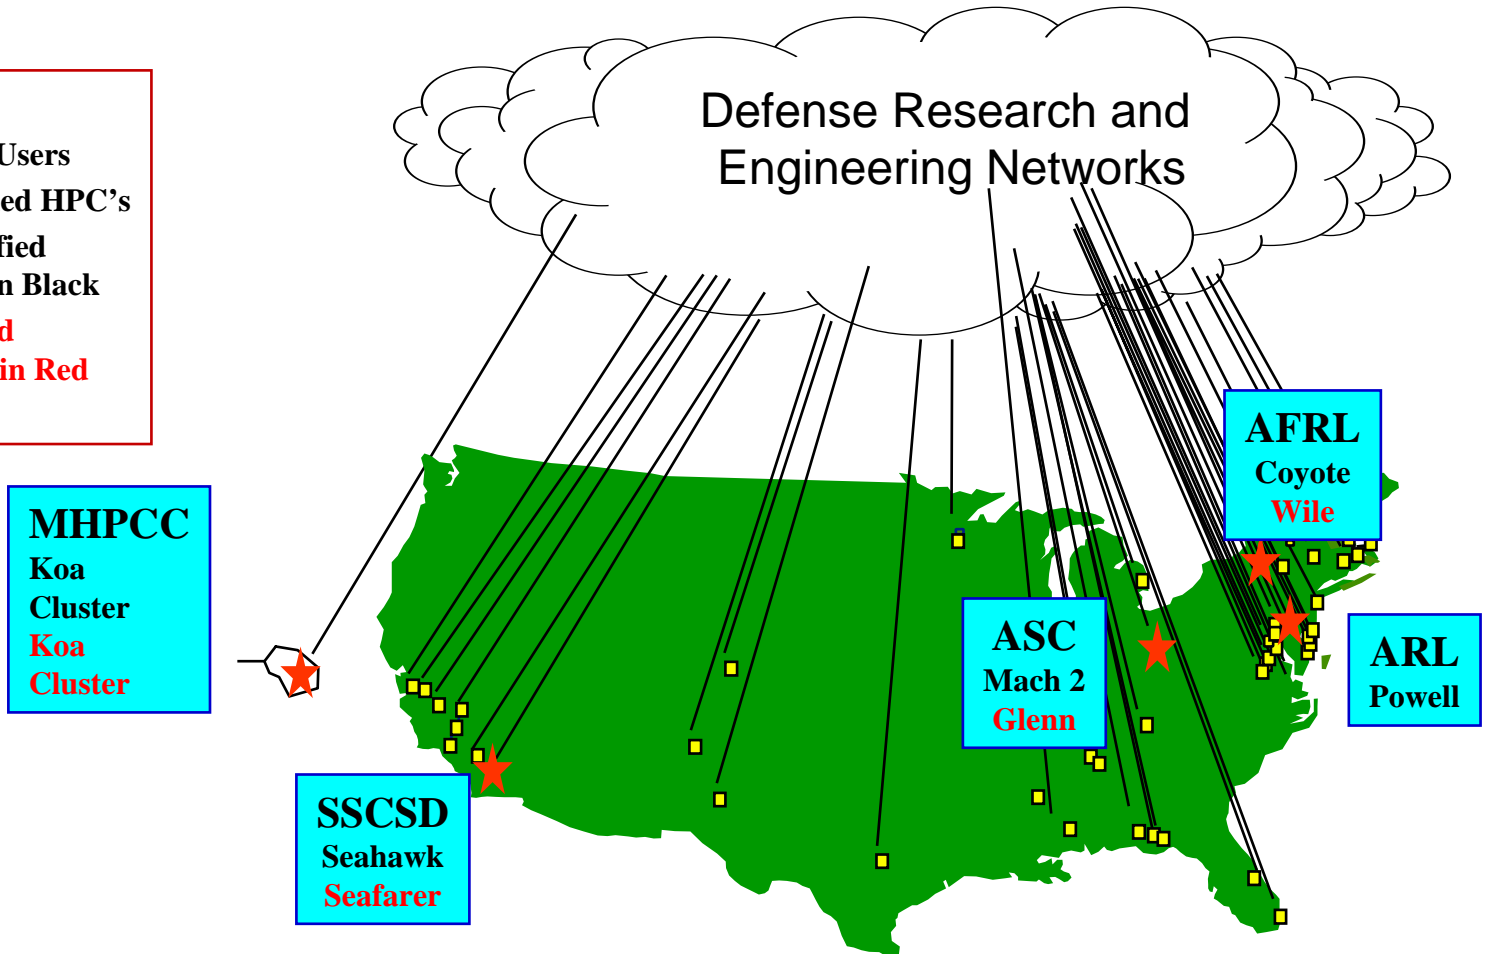 Defense Research and
Engineering Networks
Users
ed HPC's
fied
n Black
d
in Red
MHPCC
Koa
Cluster
Koa
Cluster
SSCSD
Seahawk
Seafarer
ASC
Mach 2
Glenn
AFRL
Coyote
Wile
ARL
Powell